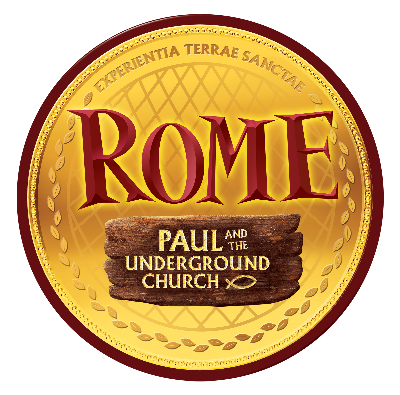 EXPERIENTIA TERRAE SANCTAE
ROME
PAUL AND THE
UNDERGROUND
CHURCH